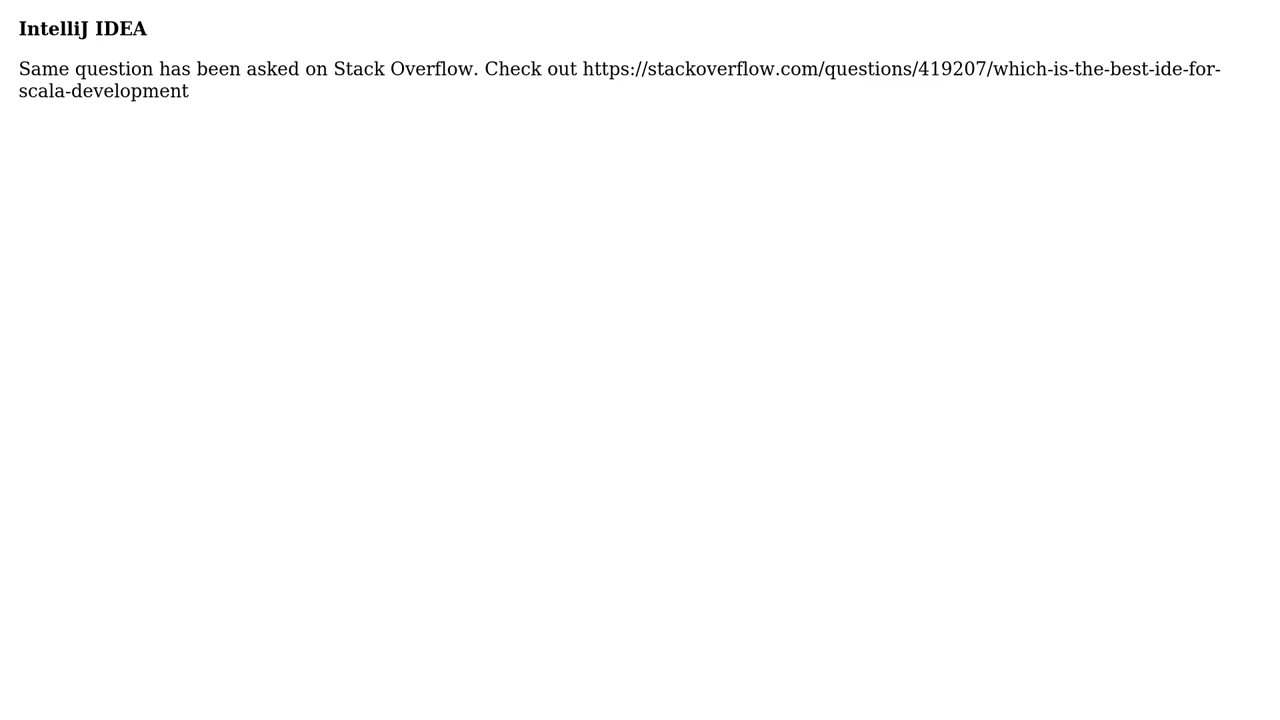 IntelliJ IDEA
Same question has been asked on Stack Overflow. Check out https://stackoverflow.com/questions/419207/which-is-the-best-ide-for-
scala-development